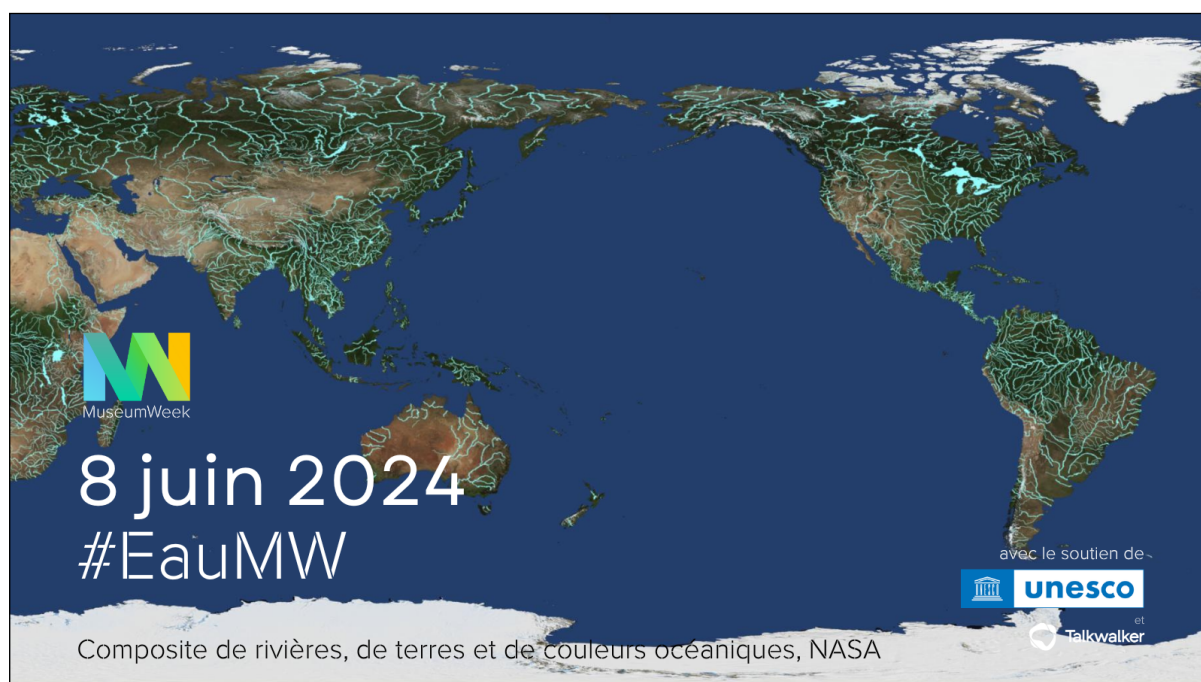 MuseumWeek
8 juin 2024
#EauMW
avec le soutien de
unesco
et
Talkwalker
Composite de rivières, de terres et de couleurs océaniques, NASA